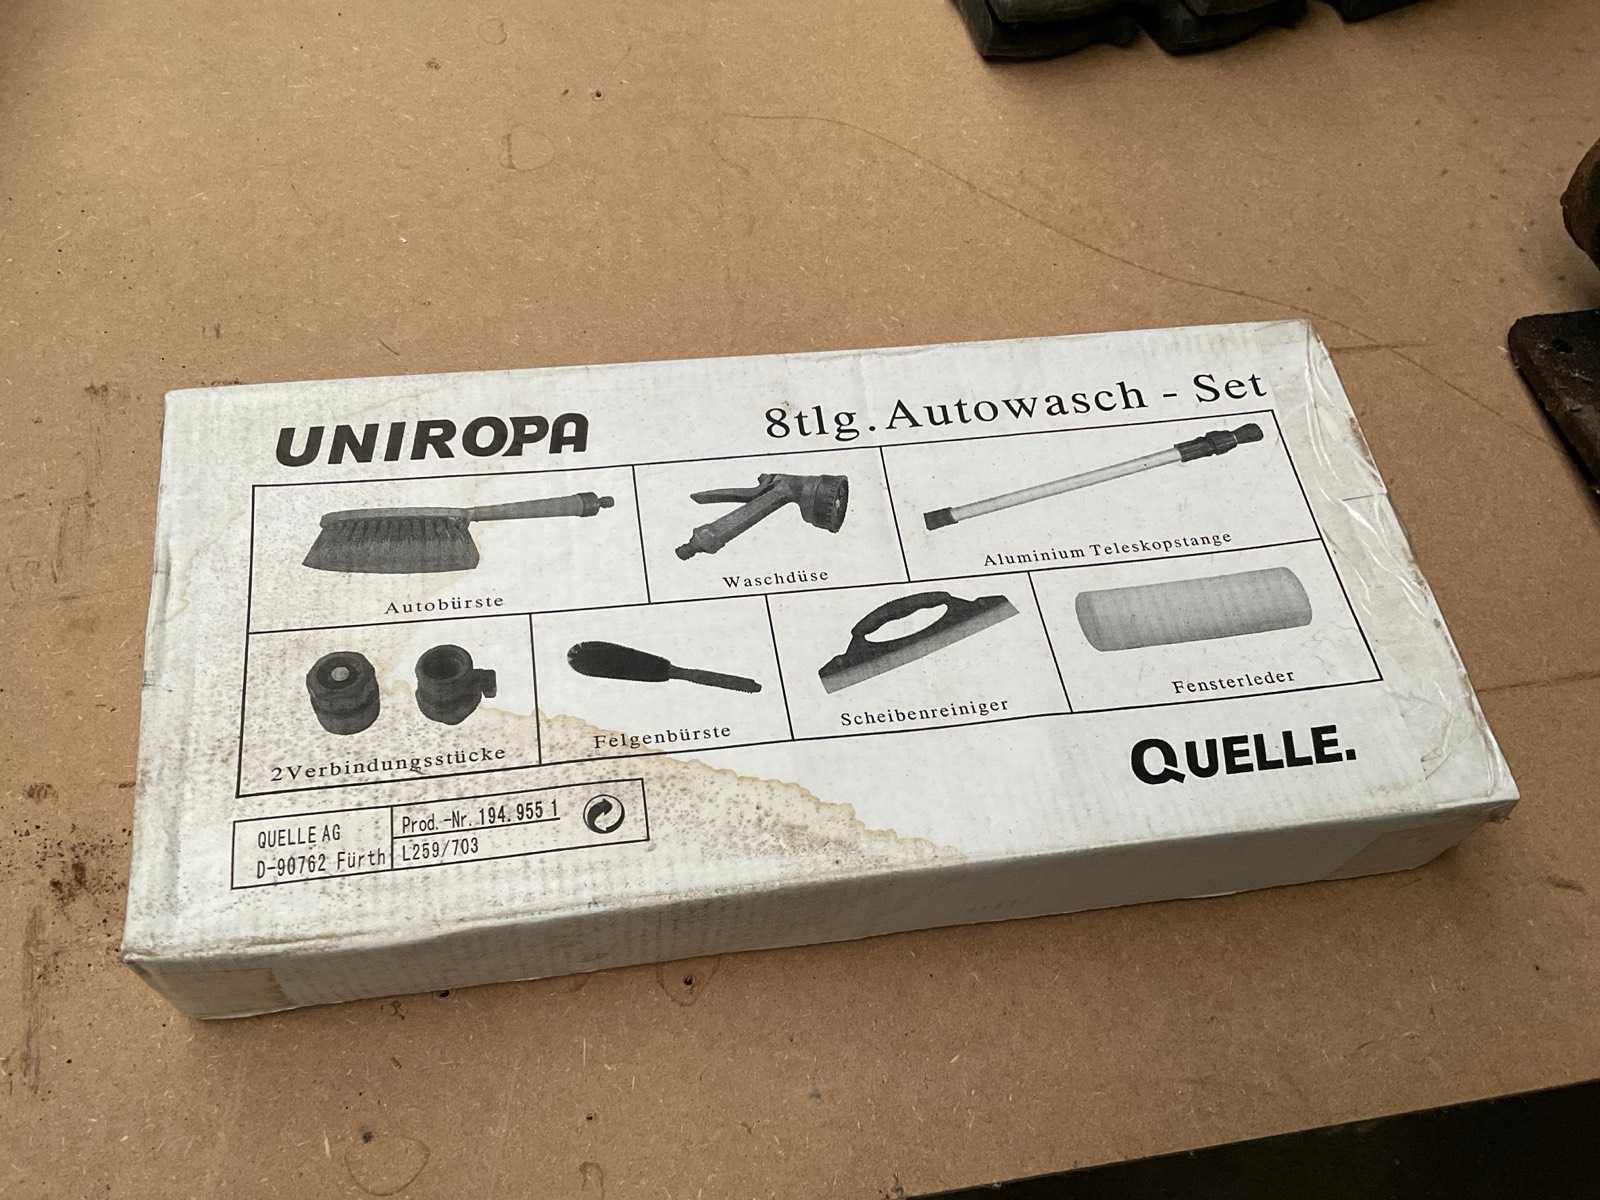 UNIROPA
8tlg. Autowasch - Set
Autobürste
Waschdüse
Aluminium Teleskopstange
2Verbindungsstücke
Felgenbürste
Scheibenreiniger
Fensterleder
QUELLE.
QUELLE AG
D-90762 Fürth
Prod.-Nr. 194.955 1
L259/703